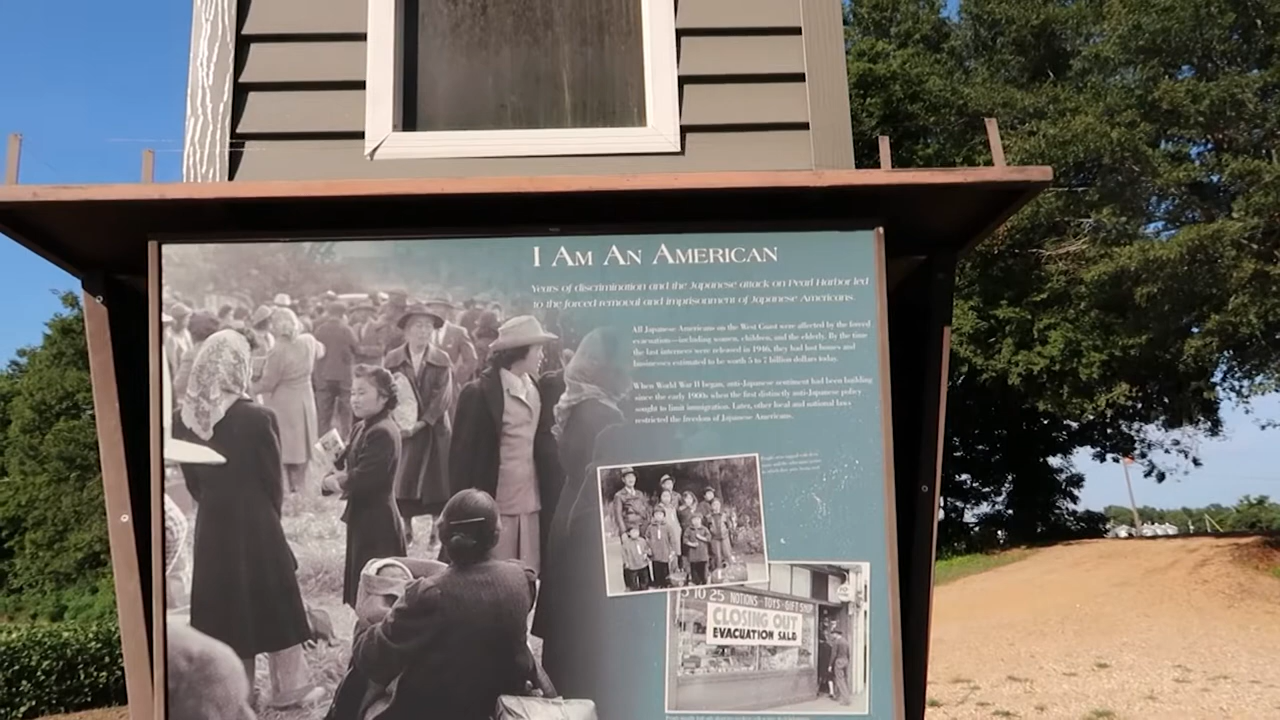 I AM AN AMERICAN
Years of discrimination and the Japanese attack on Pearl Harbor led
to the forced removal and imprisonment of Japanese Americans.
All Japanese Americans on the West Coast were affected by the forced
evacuation—including women, children, and the elderly. By the time
the last internees were released in 1946, they had lost homes and
businesses estimated to be worth 5 to 7 billion dollars today.
When World War II began, anti-Japanese sentiment had been building
since the early 1900s when the first distinctly anti-Japanese policy
sought to limit immigration. Later, other local and national laws
restricted the freedom of Japanese Americans.
5 10 25 NOTIONS - TOYS - GIFT SHOP
CLOSING OUT
EVACUATION SALE